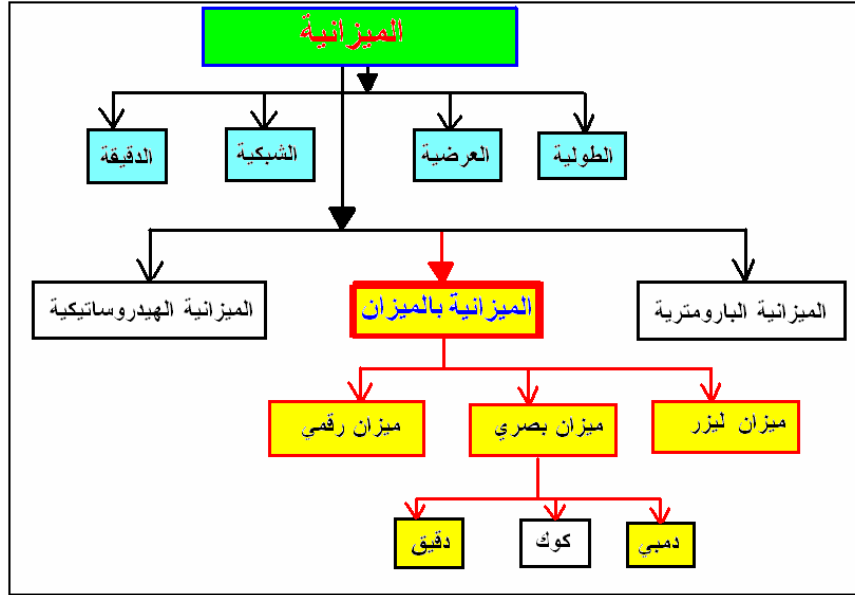 الميزانية
الطولية
العرضية
الشبكية
الدقيقة
الميزانية البارومترية
الميزانية بالميزان
الميزانية الهيدروساتيكية
ميزان ليزر
ميزان بصري
ميزان رقمي
دمبي
كوك
دقيق